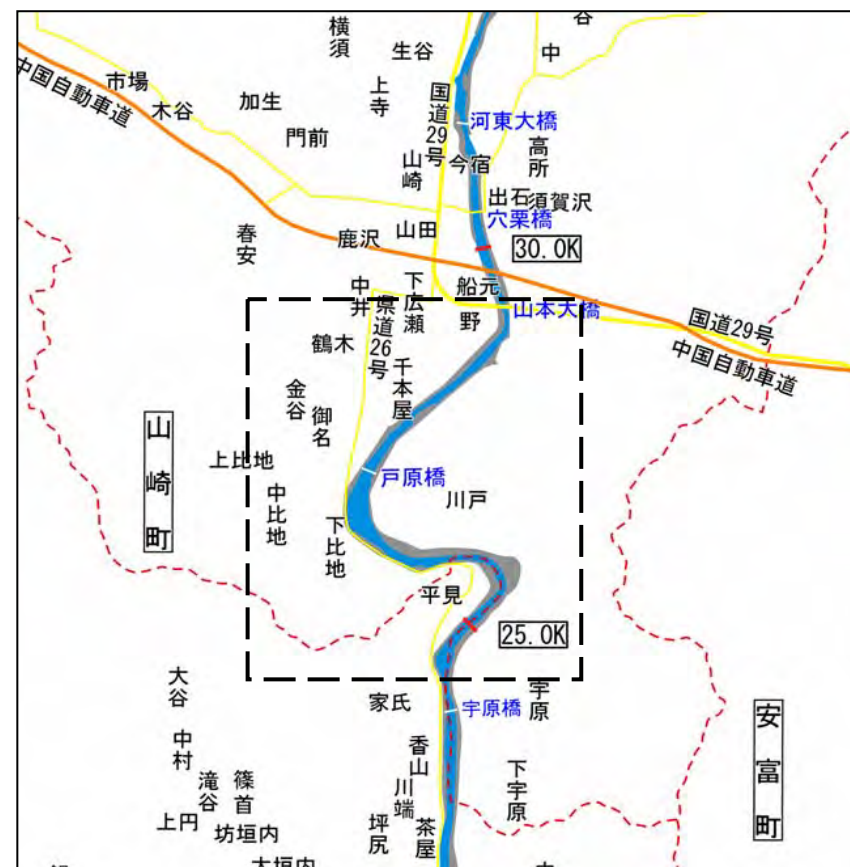 谷
横須
生谷
中
中国自動車道
市場
木谷
加生
上寺
国道29号
河東大橋
門前
山崎
今宿
高所
出石
須賀沢
穴栗橋
春安
鹿沢
山田
30.0K
中井
下広瀬
船元
野
山本大橋
国道29号
中国自動車道
県道26号
鶴木
千本屋
金谷
御名
山崎町
上比地
戸原橋
中比地
川戸
下比地
平見
25.0K
大谷
家氏
宇原橋
宇原
安富町
中村
香山
滝谷
篠首
川端
下宇原
上円
坊垣内
坪尻
茶屋